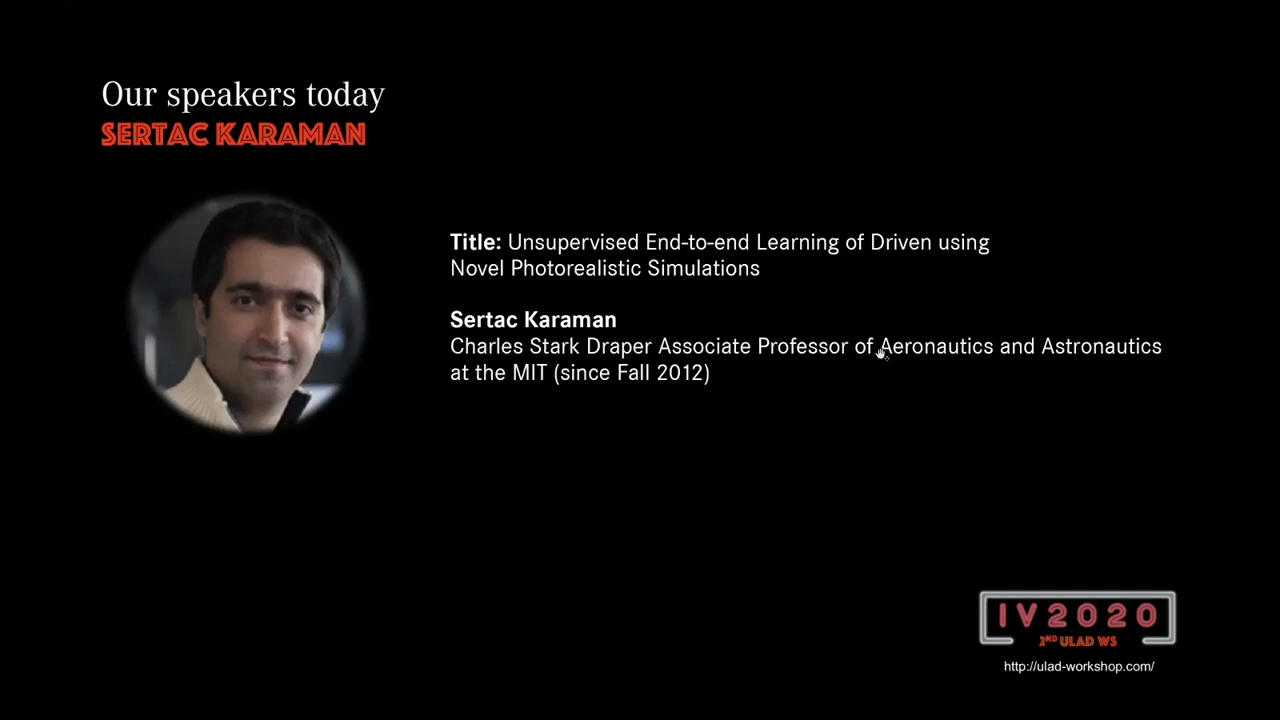 Our speakers today
SERTAC KARAMAN
Title: Unsupervised End-to-end Learning of Driven using
Novel Photorealistic Simulations
Sertac Karaman
Charles Stark Draper Associate Professor of Aeronautics and Astronautics
at the MIT (since Fall 2012)
IV2020
2ND ULAD WS
http://ulad-workshop.com/